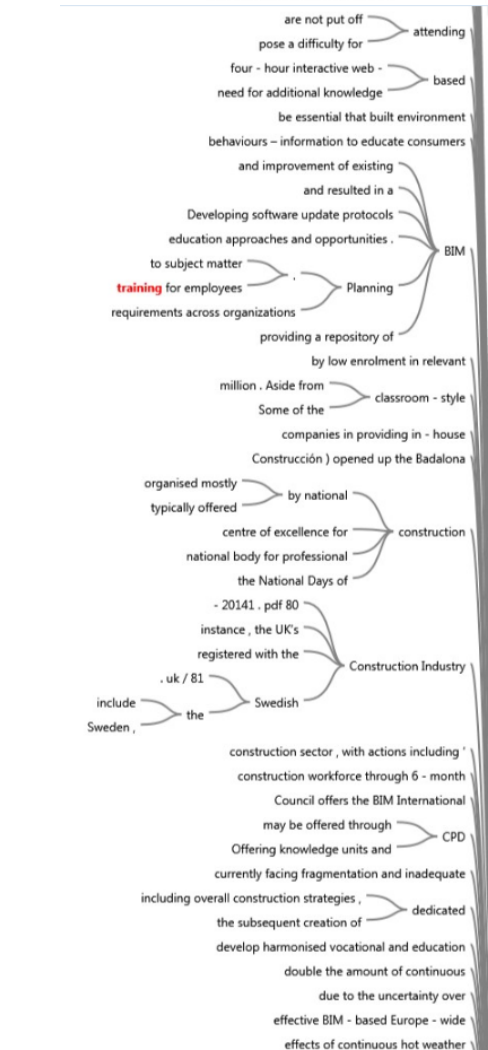 are not put off
attending
pose a difficulty for
four - hour interactive web -
based
need for additional knowledge
be essential that built environment
behaviours – information to educate consumers
and improvement of existing
and resulted in a
Developing software update protocols
education approaches and opportunities .
BIM
to subject matter
.
training for employees
Planning
requirements across organizations
providing a repository of
by low enrolment in relevant
million . Aside from
classroom - style
Some of the
companies in providing in - house
Construcción ) opened up the Badalona
organised mostly
by national
typically offered
centre of excellence for
construction
national body for professional
the National Days of
- 20141 . pdf 80
instance , the UK's
registered with the
Construction Industry
. uk / 81
Swedish
include
the
Sweden ,
construction sector , with actions including '
construction workforce through 6 - month
Council offers the BIM International
may be offered through
CPD
Offering knowledge units and
currently facing fragmentation and inadequate
including overall construction strategies ,
dedicated
the subsequent creation of
develop harmonised vocational and education
double the amount of continuous
due to the uncertainty over
effective BIM - based Europe - wide
effects of continuous hot weather